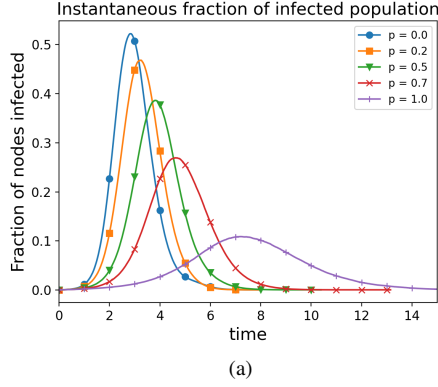 Instantaneous fraction of infected population
p = 0.0
p = 0.2
p = 0.5
p = 0.7
p = 1.0
Fraction of nodes infected
0.5
0.4
0.3
0.2
0.1
0.0
0 2 4 6 8 10 12 14
time
(a)